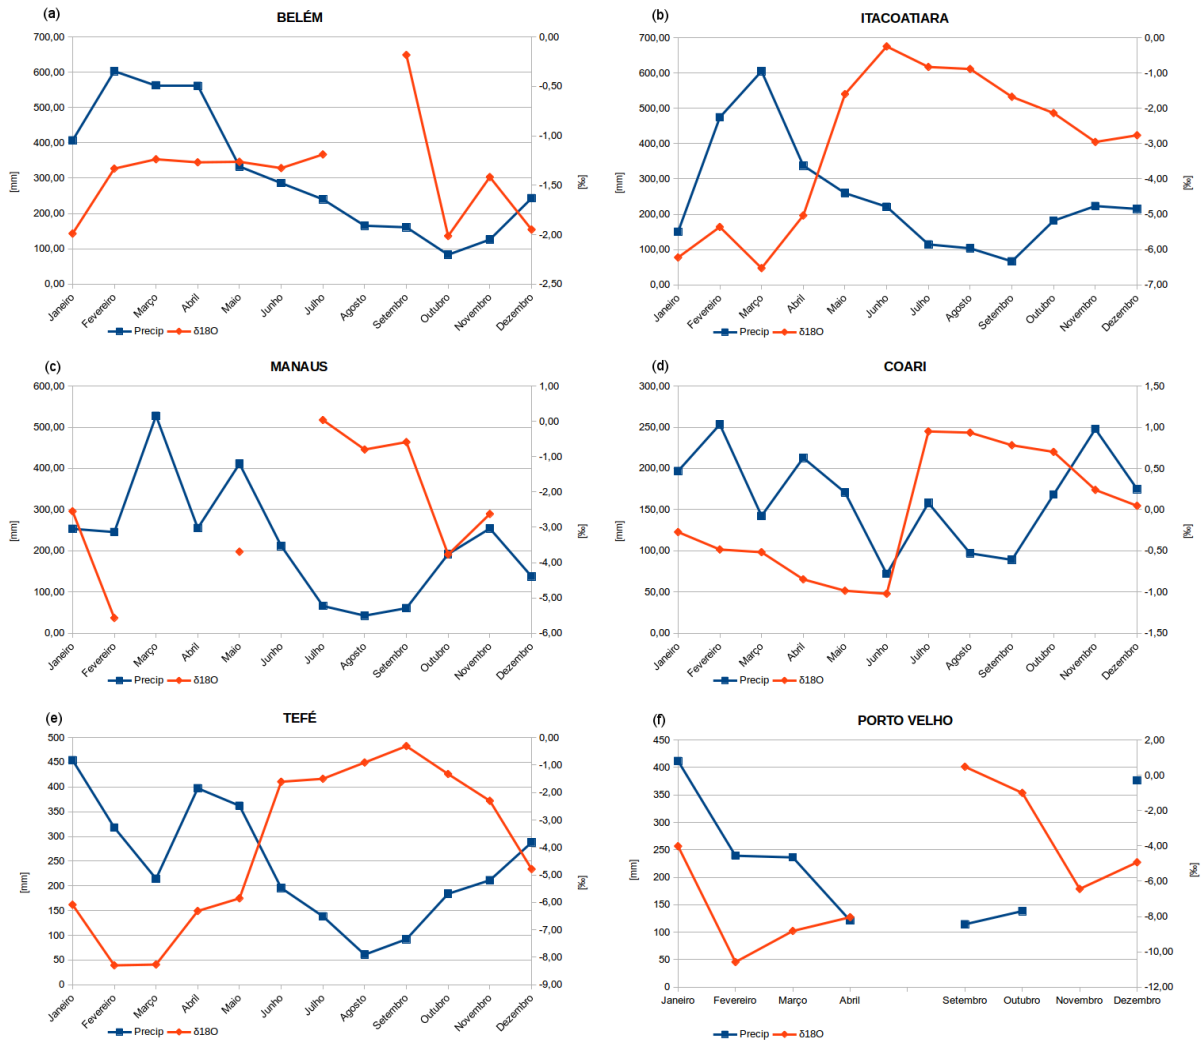 (a)
BELÉM
700,00
600,00
500,00
400,00
300,00
200,00
100,00
0,00
[mm]
0,00
-0,50
-1,00
-1,50
-2,00
-2,50
[‰]
Janeiro
Fevereiro
Março
Abril
Maio
Junho
Julho
Agosto
Setembro
Outubro
Novembro
Dezembro
Precip
δ18O
(b)
ITACOATIARA
700,00
600,00
500,00
400,00
300,00
200,00
100,00
0,00
[mm]
0,00
-1,00
-2,00
-3,00
-4,00
-5,00
-6,00
-7,00
[‰]
Janeiro
Fevereiro
Março
Abril
Maio
Junho
Julho
Agosto
Setembro
Outubro
Novembro
Dezembro
Precip
δ18O
(c)
MANAUS
600,00
500,00
400,00
300,00
200,00
100,00
0,00
[mm]
1,00
0,00
-1,00
-2,00
-3,00
-4,00
-5,00
-6,00
[‰]
Janeiro
Fevereiro
Março
Abril
Maio
Junho
Julho
Agosto
Setembro
Outubro
Novembro
Dezembro
Precip
δ18O
(d)
COARI
300,00
250,00
200,00
150,00
100,00
50,00
0,00
[mm]
1,50
1,00
0,50
0,00
-0,50
-1,00
-1,50
[‰]
Janeiro
Fevereiro
Março
Abril
Maio
Junho
Julho
Agosto
Setembro
Outubro
Novembro
Dezembro
Precip
δ18O
(e)
TEFÉ
500
450
400
350
300
250
200
150
100
50
0
[mm]
0,00
-1,00
-2,00
-3,00
-4,00
-5,00
-6,00
-7,00
-8,00
-9,00
[‰]
Janeiro
Fevereiro
Março
Abril
Maio
Junho
Julho
Agosto
Setembro
Outubro
Novembro
Dezembro
Precip
δ18O
(f)
PORTO VELHO
450
400
350
300
250
200
150
100
50
0
[mm]
2,00
0,00
-2,00
-4,00
-6,00
-8,00
-10,00
-12,00
[‰]
Janeiro
Fevereiro
Março
Abril
Setembro
Outubro
Novembro
Dezembro
Precip
δ18O